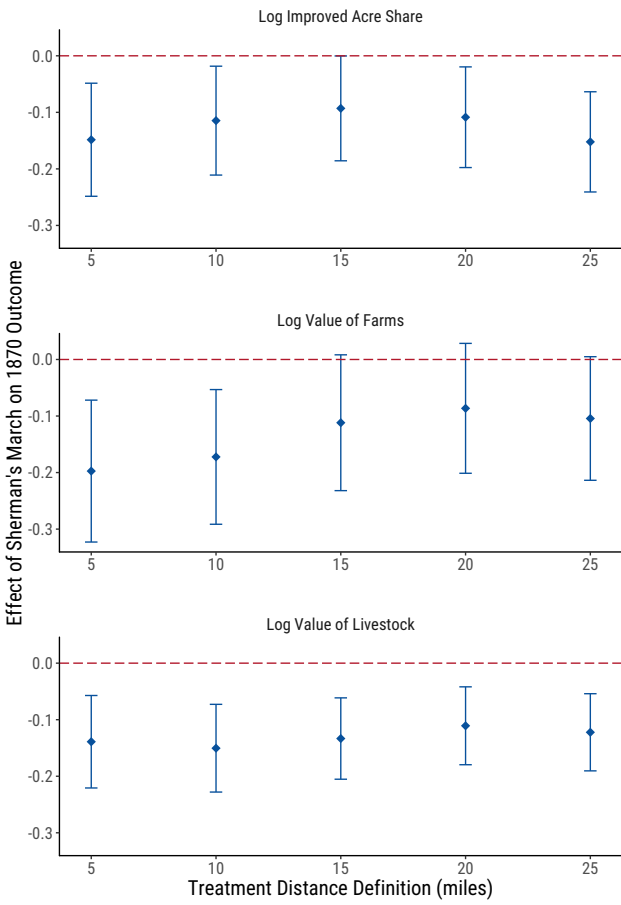 Log Improved Acre Share
0.0
-0.1
-0.2
-0.3
5 10 15 20 25
Log Value of Farms
0.0
-0.1
-0.2
-0.3
5 10 15 20 25
Log Value of Livestock
0.0
-0.1
-0.2
-0.3
5 10 15 20 25
Treatment Distance Definition (miles)
Effect of Sherman's March on 1870 Outcome